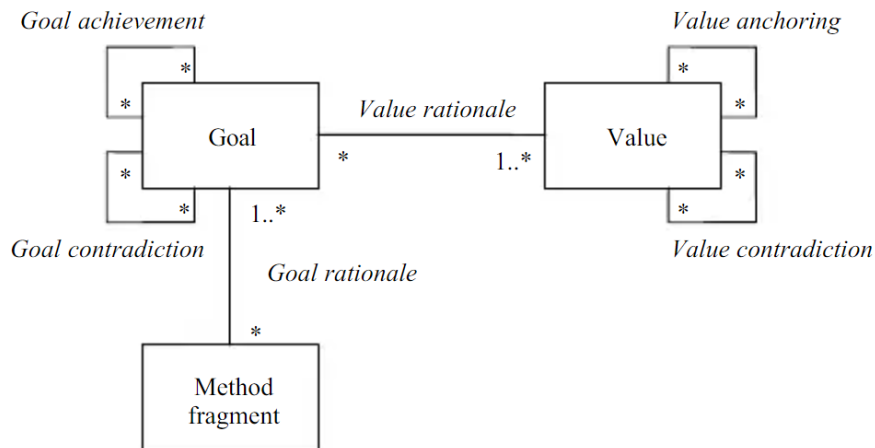 Goal achievement
Value anchoring
*
*
*
*
Value rationale
Goal
Value
*
1..*
*
*
*
*
1..*
Goal contradiction
Value contradiction
Goal rationale
*
Method
fragment